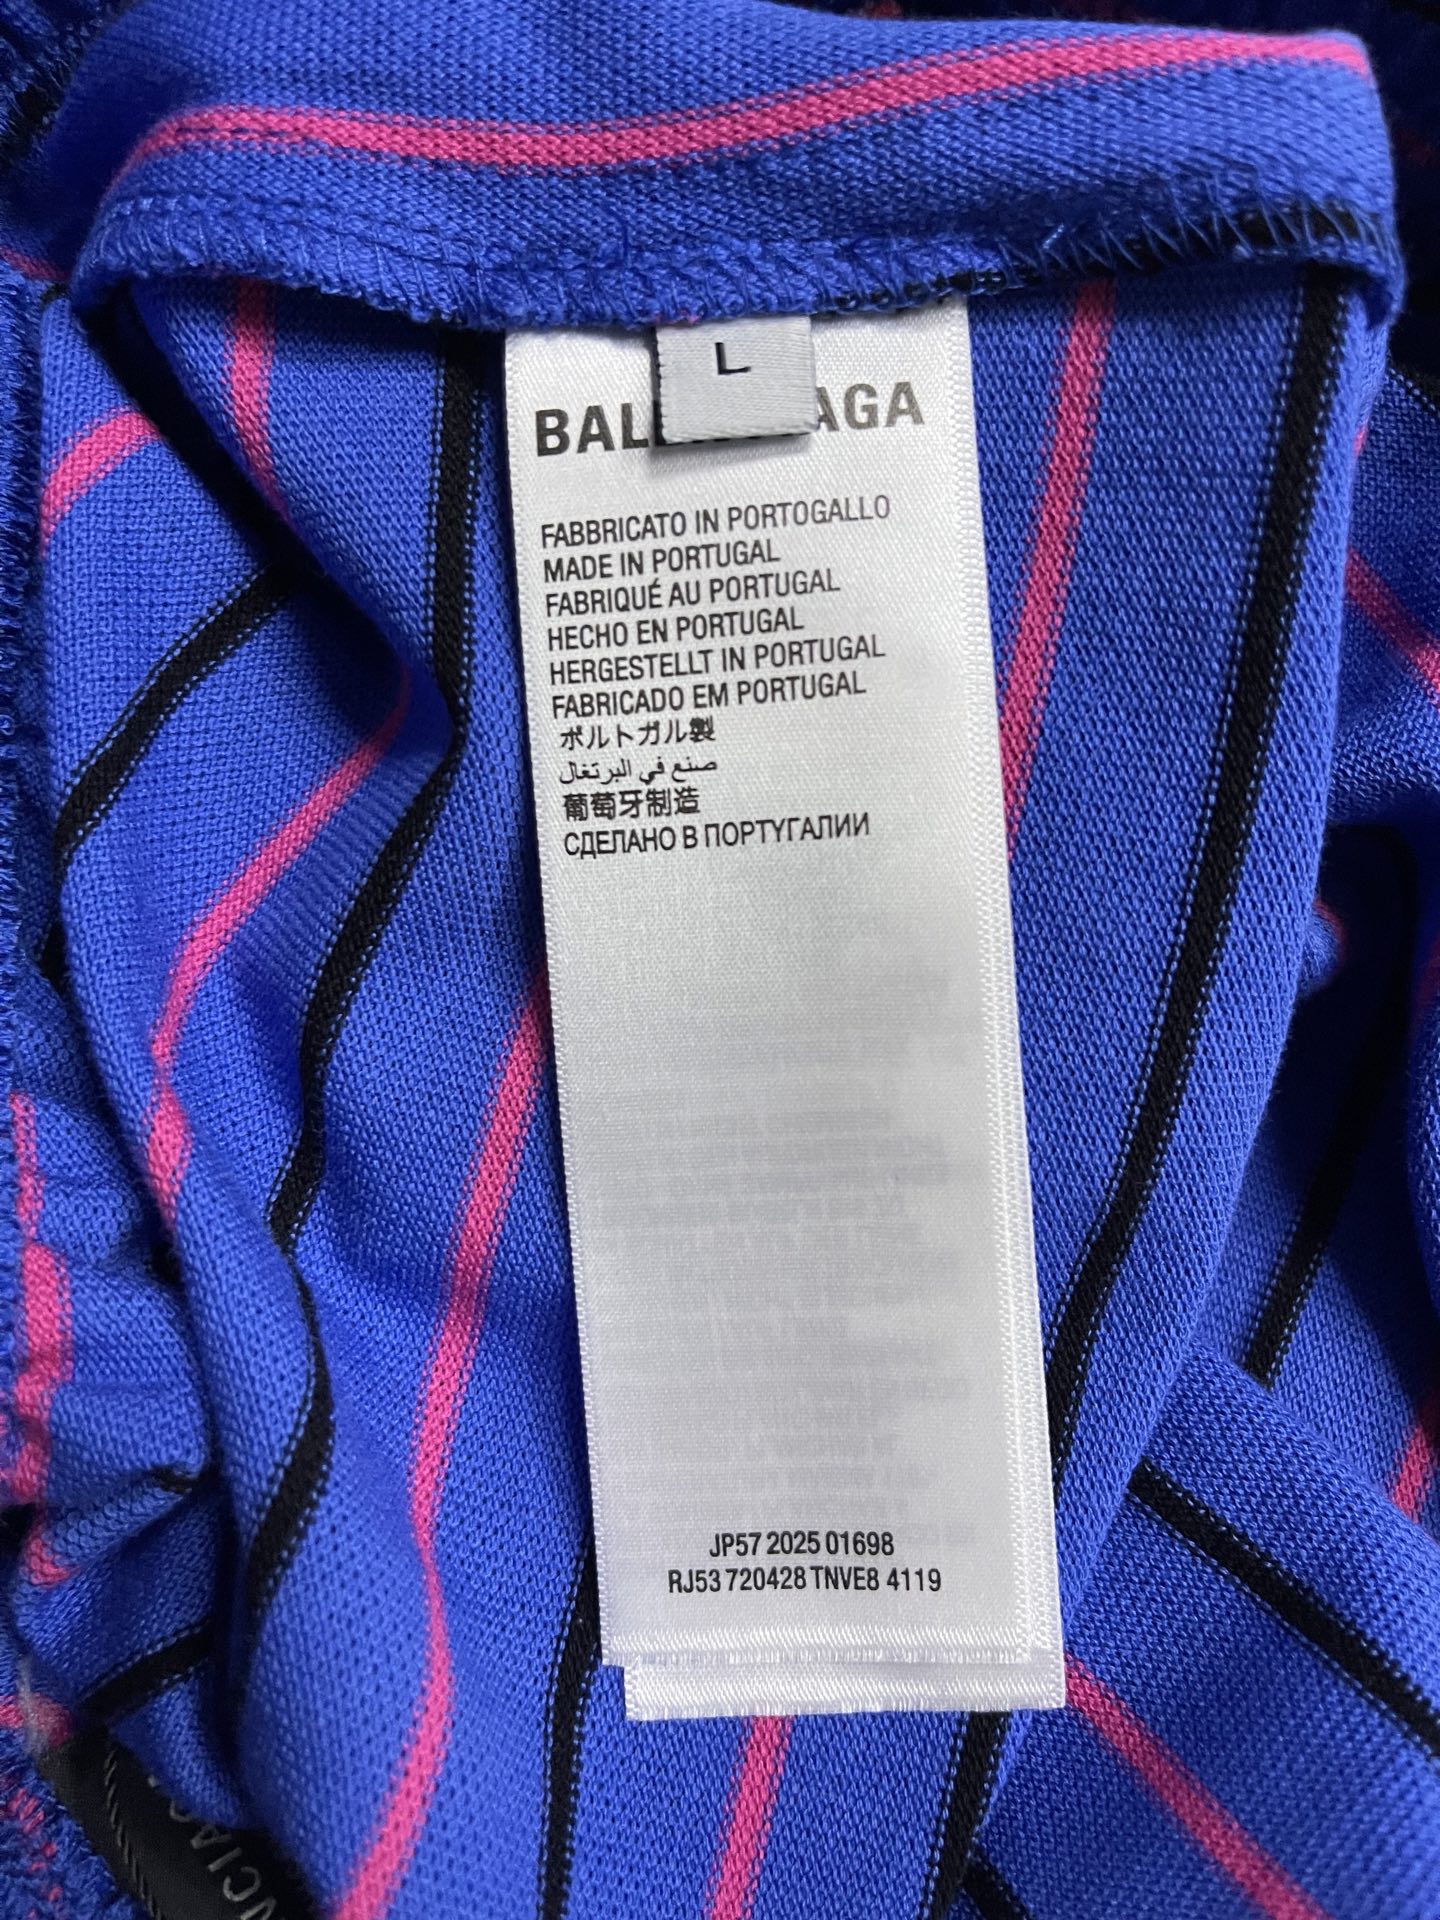 L
FABBRICATO IN PORTOGALLO
MADE IN PORTUGAL
FABRIQUÉ AU PORTUGAL
HECHO EN PORTUGAL
HERGESTELLT IN PORTUGAL
FABRICADO EM PORTUGAL
ポルトガル製
صنع في البرتغال
葡萄牙制造
СДЕЛАНО В ПОРТУГАЛИИ
JP57 2025 01698
RJ53 720428 TNVE8 4119